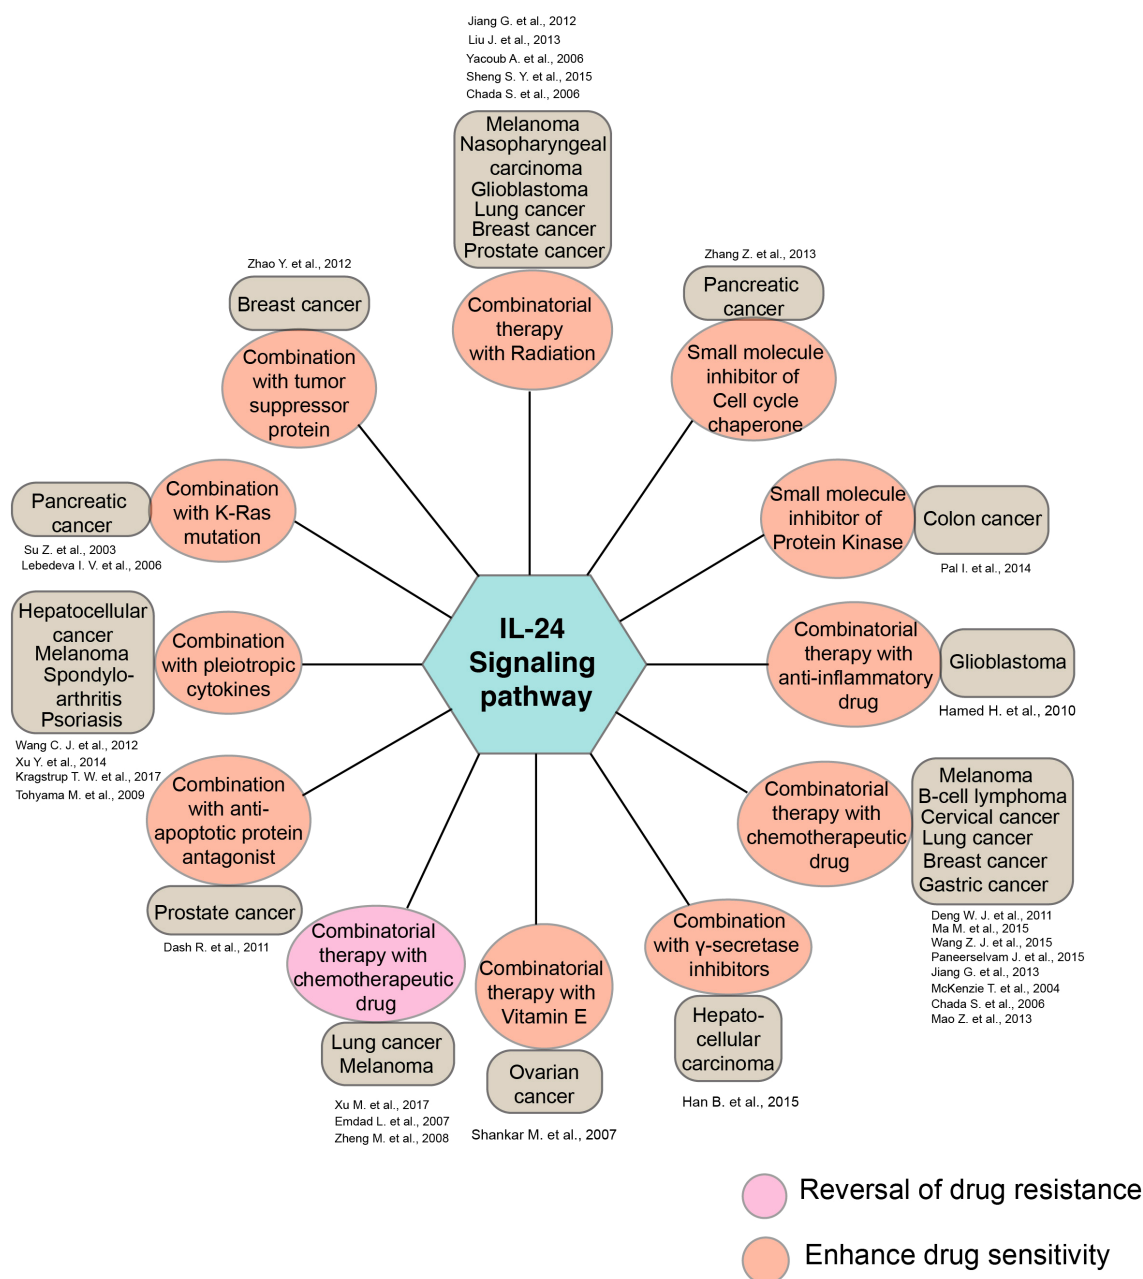 Jiang G. et al., 2012
Liu J. et al., 2013
Yacoub A. et al., 2006
Sheng S. Y. et al., 2015
Chada S. et al., 2006
Melanoma
Nasopharyngeal
carcinoma
Glioblastoma
Lung cancer
Breast cancer
Prostate cancer
Combinatorial
therapy
with Radiation
Zhang Z. et al., 2013
Pancreatic
cancer
Small molecule
inhibitor of
Cell cycle
chaperone
Small molecule
inhibitor of
Protein Kinase
Colon cancer
Pal I. et al., 2014
Combinatorial
therapy with
anti-inflammatory
drug
Glioblastoma
Hamed H. et al., 2010
Combinatorial
therapy with
chemotherapeutic
drug
Melanoma
B-cell lymphoma
Cervical cancer
Lung cancer
Breast cancer
Gastric cancer
Deng W. J. et al., 2011
Ma M. et al., 2015
Wang Z. J. et al., 2015
Paneerselvam J. et al., 2015
Jiang G. et al., 2013
McKenzie T. et al., 2004
Chada S. et al., 2006
Mao Z. et al., 2013
Combination
with γ-secretase
inhibitors
Hepato-
cellular
carcinoma
Han B. et al., 2015
Combinatorial
therapy with
Vitamin E
Ovarian
cancer
Shankar M. et al., 2007
Combinatorial
therapy with
chemotherapeutic
drug
Lung cancer
Melanoma
Xu M. et al., 2017
Emdad L. et al., 2007
Zheng M. et al., 2008
Combination
with anti-
apoptotic protein
antagonist
Prostate cancer
Dash R. et al., 2011
Combination
with pleiotropic
cytokines
Hepatocellular
cancer
Melanoma
Spondylo-
arthritis
Psoriasis
Wang C. J. et al., 2012
Xu Y. et al., 2014
Kragstrup T. W. et al., 2017
Tohyama M. et al., 2009
Combination
with K-Ras
mutation
Pancreatic
cancer
Su Z. et al., 2003
Lebedeva I. V. et al., 2006
Zhao Y. et al., 2012
Breast cancer
Combination
with tumor
suppressor
protein
IL-24
Signaling
pathway
Reversal of drug resistance
Enhance drug sensitivity